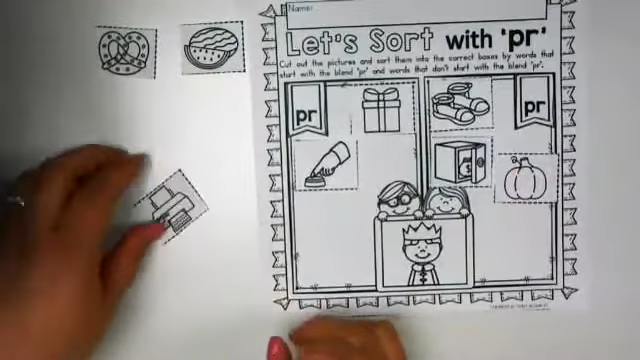 Name:
Let's Sort with 'pr'
Cut out the pictures and sort them into the correct boxes by words that
start with the blend 'pr' and words that don't start with the blend 'pr'.
pr
pr